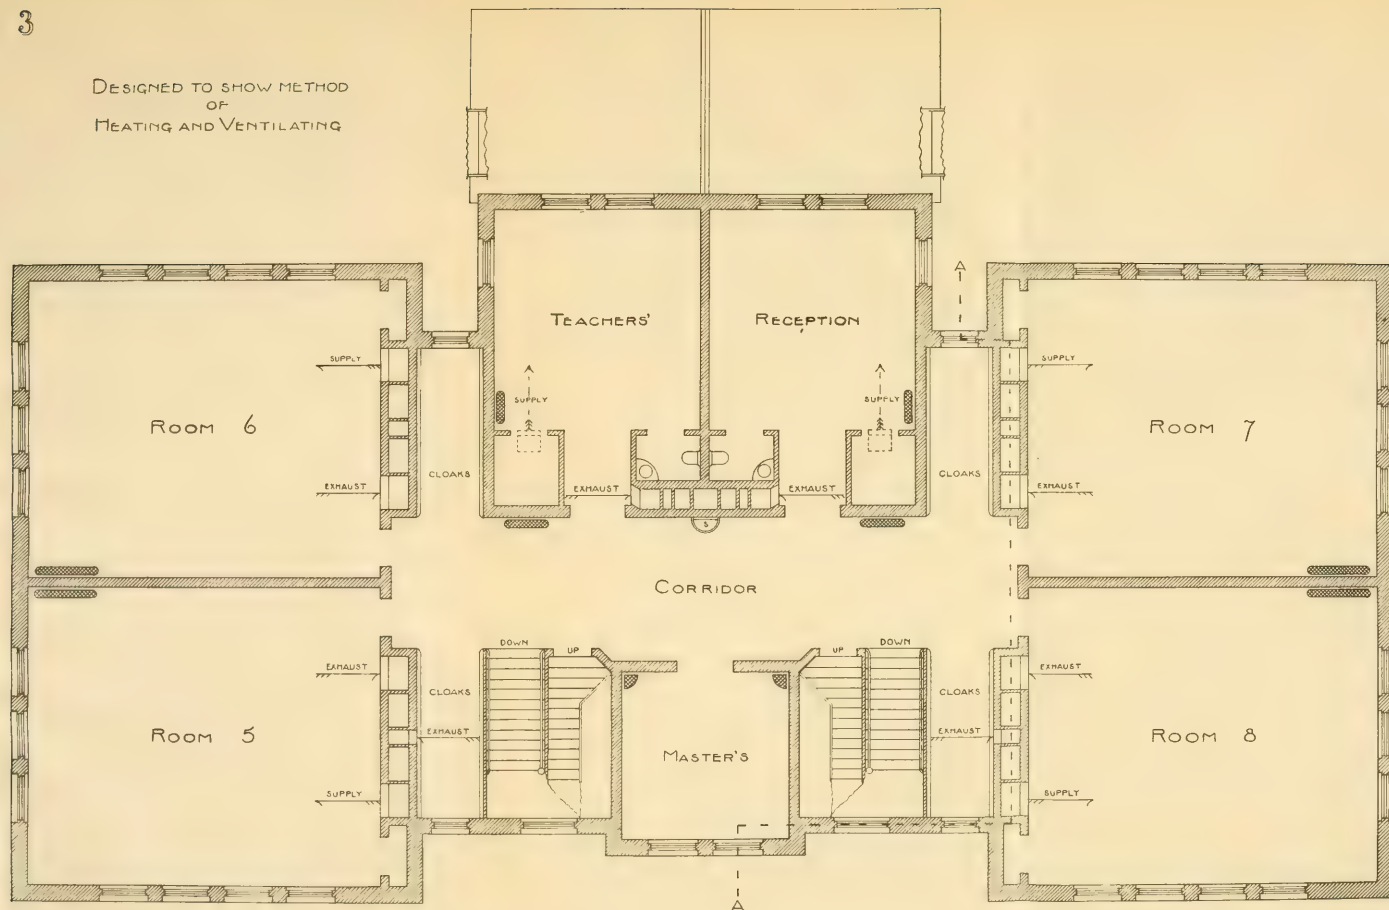 3
DESIGNED TO SHOW METHOD
OF
HEATING AND VENTILATING
A
TEACHERS'
RECEPTION
SUPPLY
SUPPLY
SUPPLY
SUPPLY
ROOM 6
ROOM 7
CLOAKS
CLOAKS
EXHAUST
EXHAUST
EXHAUST
EXHAUST
S
CORRIDOR
DOWN
UP
UP
DOWN
EXHAUST
EXHAUST
CLOAKS
CLOAKS
ROOM 5
EXHAUST
EXHAUST
ROOM 8
MASTER'S
SUPPLY
SUPPLY
A